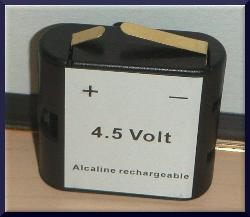 + —
4.5 Volt
Alcaline rechargeable